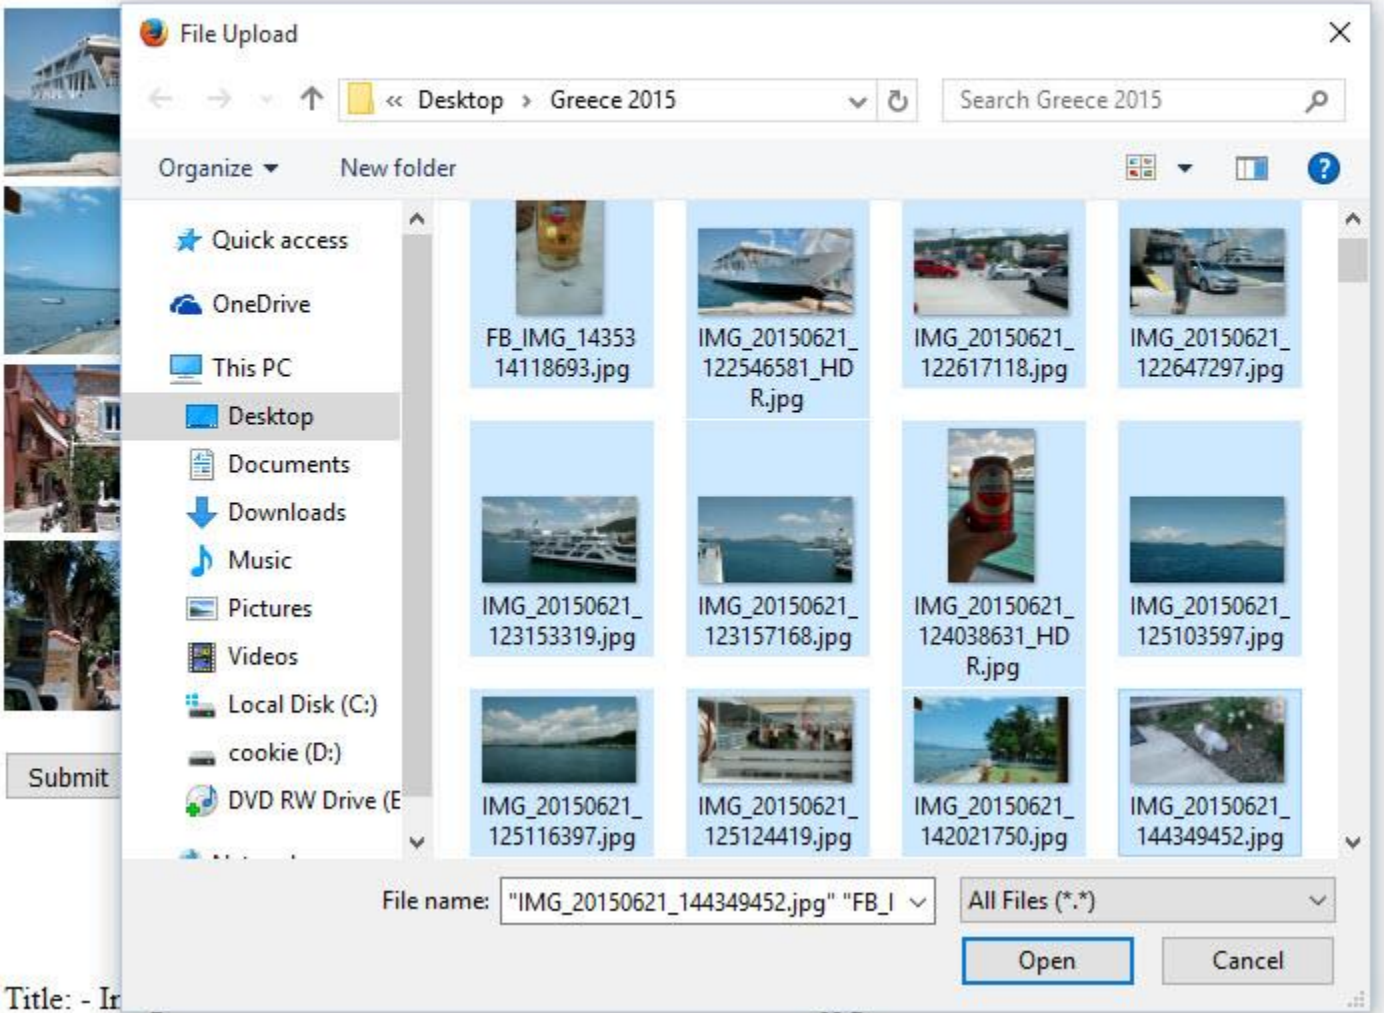 File Upload
« Desktop > Greece 2015
Search Greece 2015
Organize
New folder
Quick access
OneDrive
This PC
Desktop
Documents
Downloads
Music
Pictures
Videos
Local Disk (C:)
cookie (D:)
DVD RW Drive (E
FB_IMG_14353
14118693.jpg
IMG_20150621_
122546581_HD
R.jpg
IMG_20150621_
122617118.jpg
IMG_20150621_
122647297.jpg
IMG_20150621_
123153319.jpg
IMG_20150621_
123157168.jpg
IMG_20150621_
124038631_HD
R.jpg
IMG_20150621_
125103597.jpg
IMG_20150621_
125116397.jpg
IMG_20150621_
125124419.jpg
IMG_20150621_
142021750.jpg
IMG_20150621_
144349452.jpg
File name:
"IMG_20150621_144349452.jpg" "FB_I
All Files (*.*)
Open
Cancel
Submit
Title: -